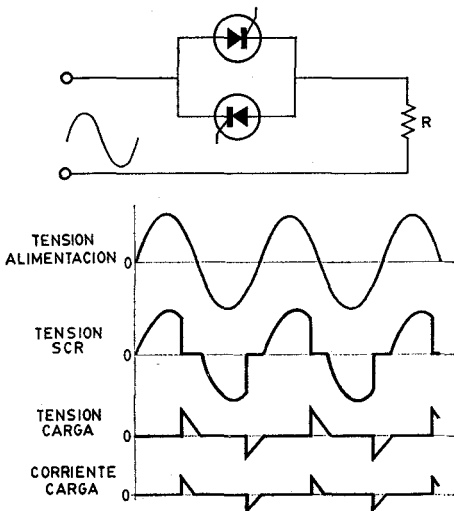 R
TENSION
ALIMENTACION
0
TENSION
SCR
0
TENSION
CARGA
0
CORRIENTE
CARGA
0